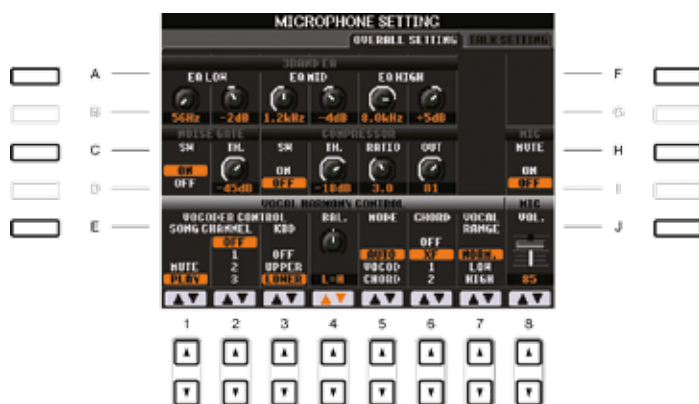 MICROPHONE SETTING
OVERALL SETTING TALK SETTING
3BAND EQ
A F
EQ LOW EQ MID EQ HIGH
B G
56Hz -2dB 1.2kHz -4dB 8.0kHz +5dB
NOISE GATE COMPRESSOR MIC
C SW TH. SW TH. RATIO OUT MUTE H
ON ON ON
D OFF -45dB OFF -18dB 3.0 81 OFF I
VOCAL HARMONY CONTROL MIC
E VOCODER CONTROL BAL. MODE CHORD VOCAL RANGE VOL. J
SONG CHANNEL KBD
OFF OFF
1 OFF AUTO XF NORM.
MUTE 2 UPPER VOCOD 1 LOW
PLAY 3 LOWER L=H CHORD 2 HIGH 85
1 2 3 4 5 6 7 8